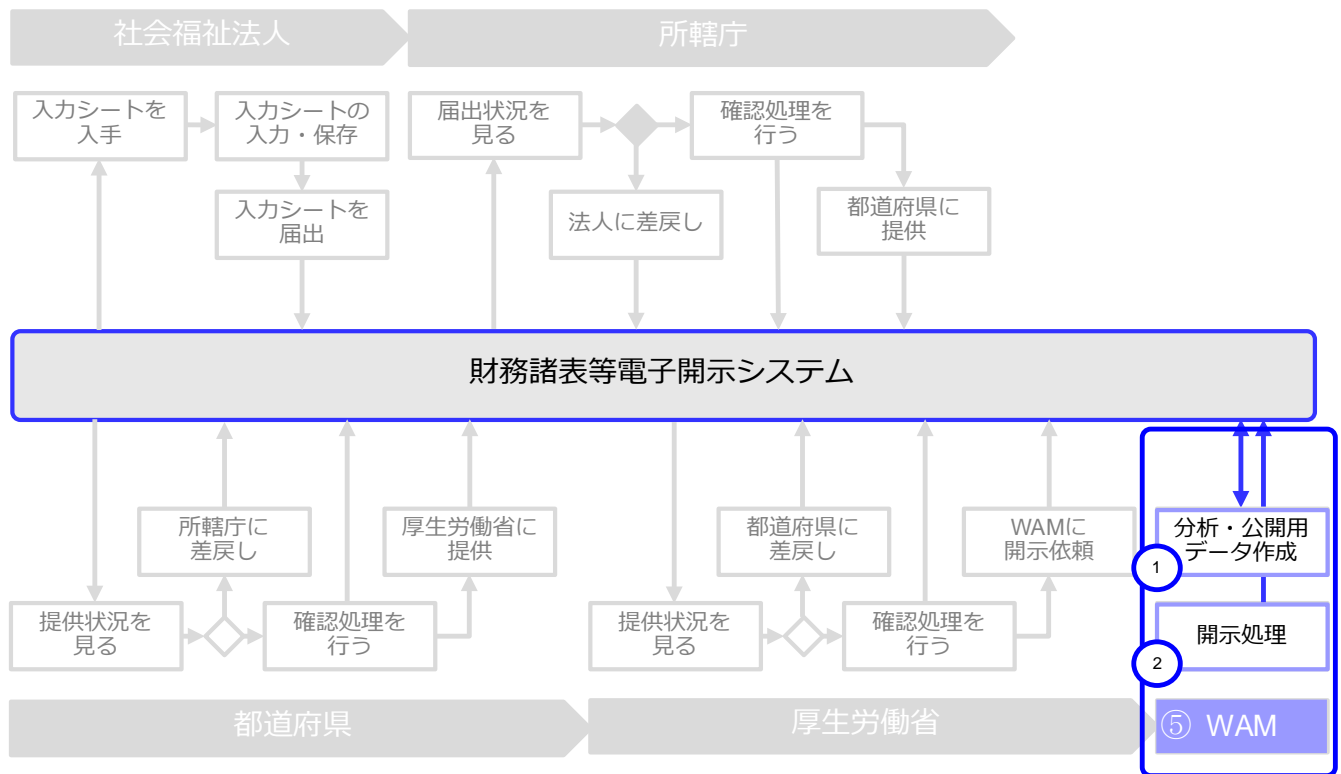 社会福祉法人
所轄庁
入力シートを
入手
入力シートの
入力・保存
入力シートを
届出
届出状況を
見る
確認処理を
行う
法人に差戻し
都道府県に
提供
財務諸表等電子開示システム
所轄庁に
差戻し
厚生労働省に
提供
提供状況を
見る
確認処理を
行う
都道府県に
差戻し
WAMに
開示依頼
提供状況を
見る
確認処理を
行う
分析・公開用
データ作成
1
開示処理
2
都道府県
厚生労働省
⑤ WAM